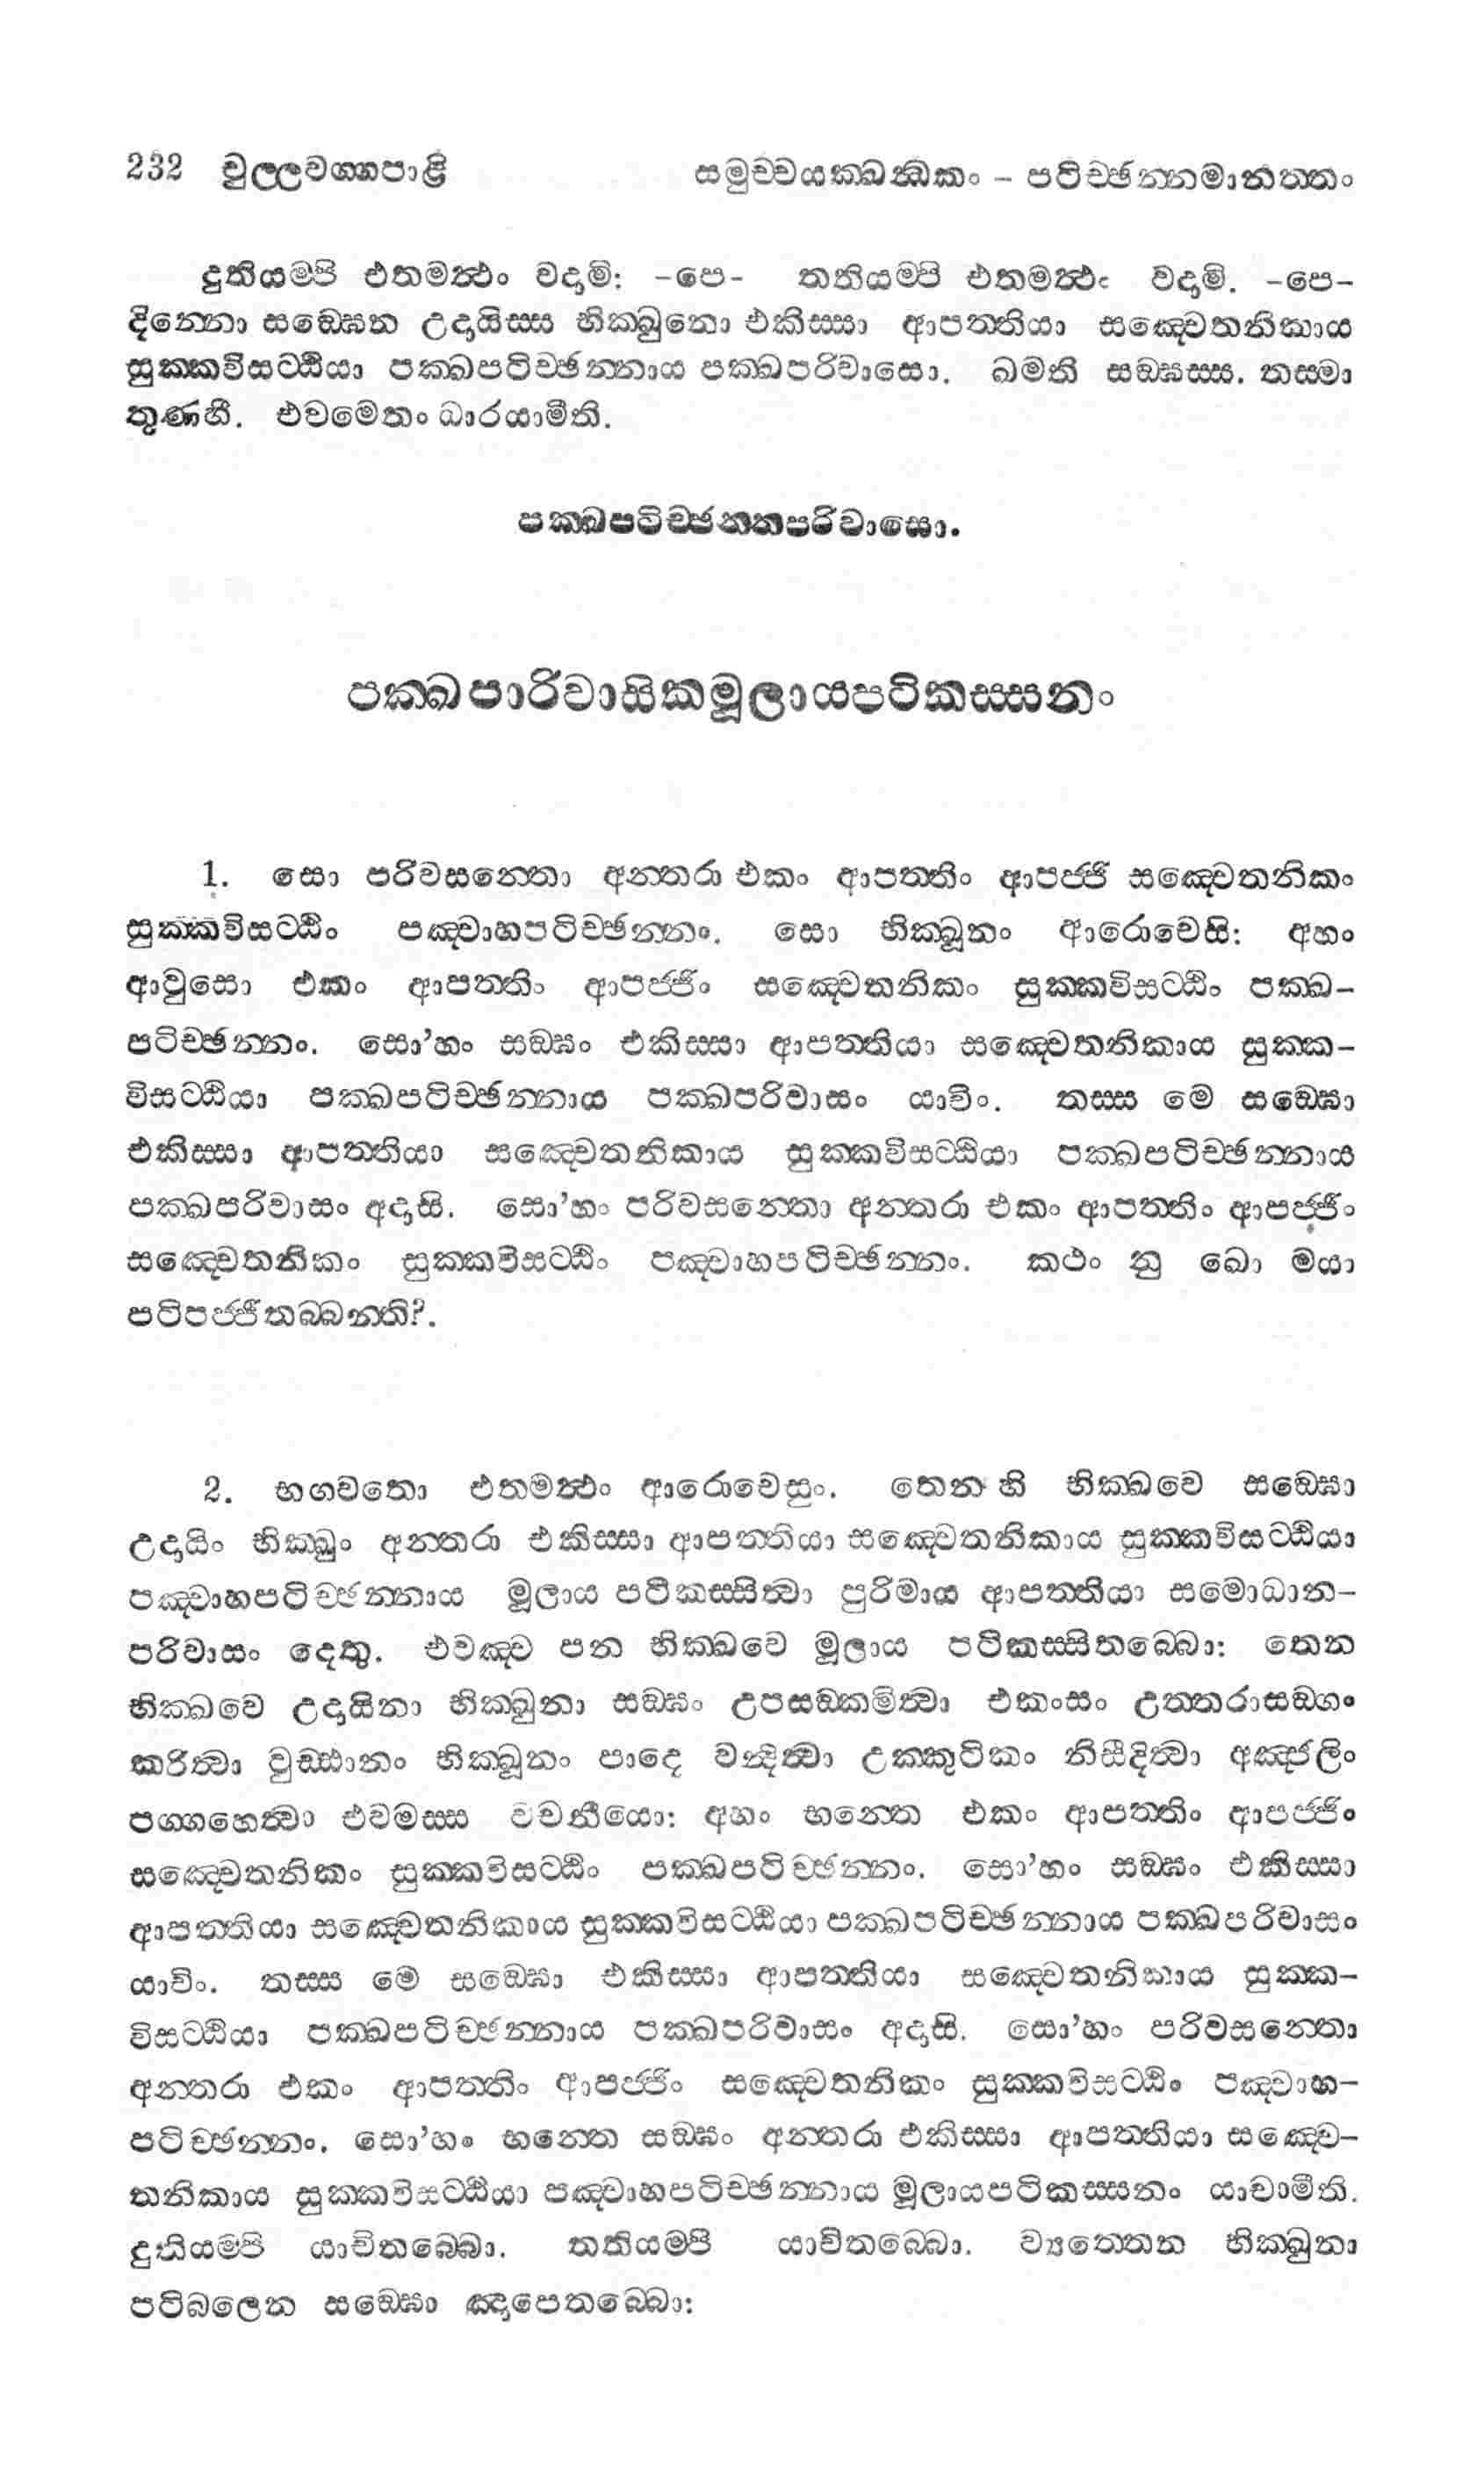 232 චුල්ලවග්ගපාළි සමුච්චයක්ඛන්ධකං – පටිච්ඡන්නමානත්තං
දුතියම්පි එතමත්ථං වදාමි: -පෙ- තතියම්පි එතමත්ථං වදාමි. -පෙ-
දින්නො සඞ්ඝෙන උදායිස්ස භික්ඛුනො එකිස්සා ආපත්තියා සඤ්චෙතනිකාය
සුක්කවිසට්ඨියා පක්ඛපටිච්ඡන්නාය පක්ඛපරිවාසො. ඛමති සඞ්ඝස්ස. තස්මා
තුණ්හී. එවමෙතං ධාරයාමීති.
පක්ඛපටිච්ඡන්නපරිවාසො.
පක්ඛපාරිවාසිකමූලායපටිකස්සනං
1. සො පරිවසන්තො අන්තරා එකං ආපත්තිං ආපජ්ජි සඤ්චෙතනිකං
සුක්කවිසට්ඨිං පඤ්චාහපටිච්ඡන්නං. සො භික්ඛූනං ආරොචෙසි: අහං
ආවුසො එකං ආපත්තිං ආපජ්ජිං සඤ්චෙතනිකං සුක්කවිසට්ඨිං පක්ඛ-
පටිච්ඡන්නං. සො’හං සඞ්ඝං එකිස්සා ආපත්තියා සඤ්චෙතනිකාය සුක්ක-
විසට්ඨියා පක්ඛපටිච්ඡන්නාය පක්ඛපරිවාසං යාචිං. තස්ස මෙ සඞ්ඝො
එකිස්සා ආපත්තියා සඤ්චෙතනිකාය සුක්කවිසට්ඨියා පක්ඛපටිච්ඡන්නාය
පක්ඛපරිවාසං අදාසි. සො’හං පරිවසන්තො අන්තරා එකං ආපත්තිං ආපජ්ජිං
සඤ්චෙතනිකං සුක්කවිසට්ඨිං පඤ්චාහපටිච්ඡන්නං. කථං නු ඛො මයා
පටිපජ්ජිතබ්බන්ති?.
2. භගවතො එතමත්ථං ආරොචෙසුං. තෙන හි භික්ඛවෙ සඞ්ඝො
උදායිං භික්ඛුං අන්තරා එකිස්සා ආපත්තියා සඤ්චෙතනිකාය සුක්කවිසට්ඨියා
පඤ්චාහපටිච්ඡන්නාය මූලාය පටිකස්සිත්වා පුරිමාය ආපත්තියා සමොධාන-
පරිවාසං දෙතු. එවඤ්ච පන භික්ඛවෙ මූලාය පටිකස්සිතබ්බො: තෙන
භික්ඛවෙ උදායිනා භික්ඛුනා සඞ්ඝං උපසඞ්කමිත්වා එකංසං උත්තරාසඞ්ගං
කරිත්වා වුඩ්ඪානං භික්ඛූනං පාදෙ වන්දිත්වා උක්කුටිකං නිසීදිත්වා අඤ්ජලිං
පග්ගහෙත්වා එවමස්ස වචනීයො: අහං භන්තෙ එකං ආපත්තිං ආපජ්ජිං
සඤ්චෙතනිකං සුක්කවිසට්ඨිං පක්ඛපටිච්ඡන්නං. සො’හං සඞ්ඝං එකිස්සා
ආපත්තියා සඤ්චෙතනිකාය සුක්කවිසට්ඨියා පක්ඛපටිච්ඡන්නාය පක්ඛපරිවාසං
යාචිං. තස්ස මෙ සඞ්ඝො එකිස්සා ආපත්තියා සඤ්චෙතනිකාය සුක්ක-
විසට්ඨියා පක්ඛපටිච්ඡන්නාය පක්ඛපරිවාසං අදාසි. සො’හං පරිවසන්තො
අන්තරා එකං ආපත්තිං ආපජ්ජිං සඤ්චෙතනිකං සුක්කවිසට්ඨිං පඤ්චාහ-
පටිච්ඡන්නං. සො’හං භන්තෙ සඞ්ඝං අන්තරා එකිස්සා ආපත්තියා සඤ්චෙ-
තනිකාය සුක්කවිසට්ඨියා පඤ්චාහපටිච්ඡන්නාය මූලායපටිකස්සනං යාචාමීති.
දුතියම්පි යාචිතබ්බො. තතියම්පි යාචිතබ්බො. ව්‍යත්තෙන භික්ඛුනා
පටිබලෙන සඞ්ඝො ඤාපෙතබ්බො: